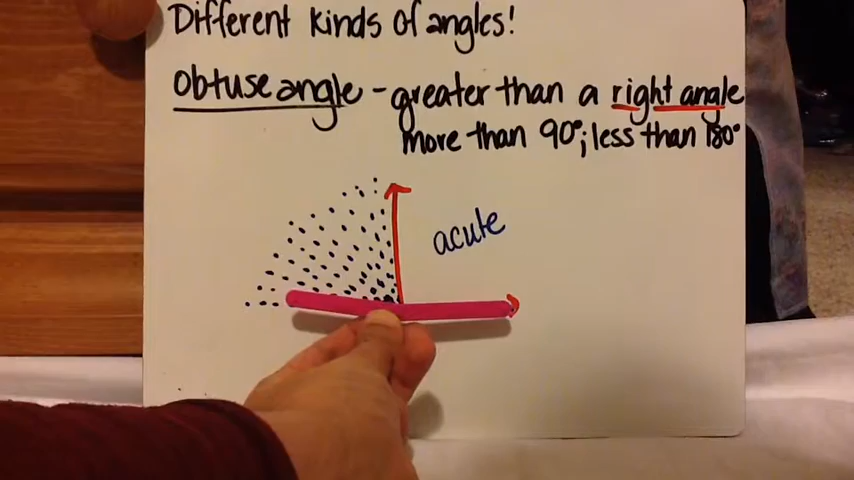 Different kinds of angles!
Obtuse angle - greater than a right angle
more than 90°; less than 180°
acute